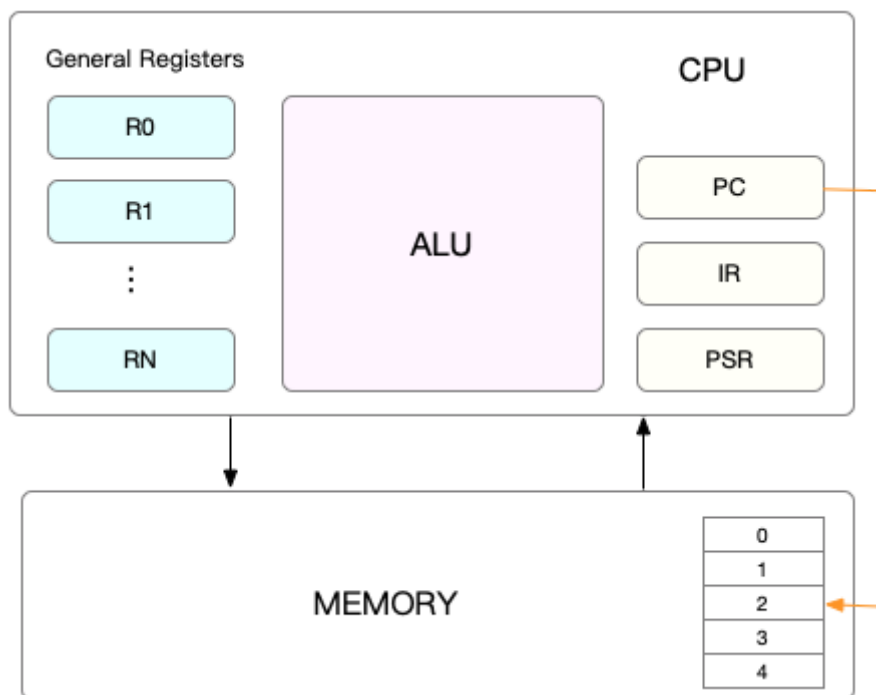 General Registers
CPU
R0
R1
⋮
RN
ALU
PC
IR
PSR
MEMORY
0
1
2
3
4